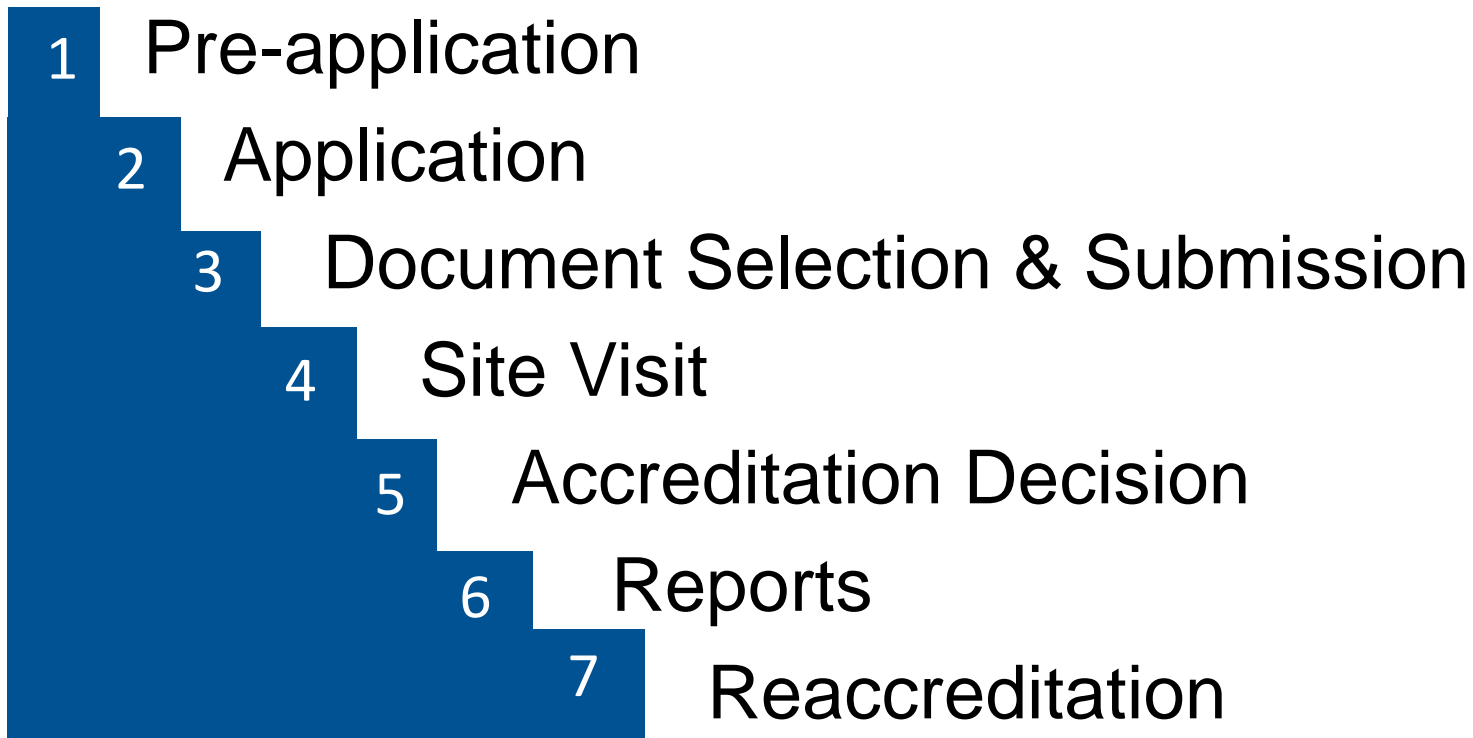 1 Pre-application
2 Application
3 Document Selection & Submission
4 Site Visit
5 Accreditation Decision
6 Reports
7 Reaccreditation